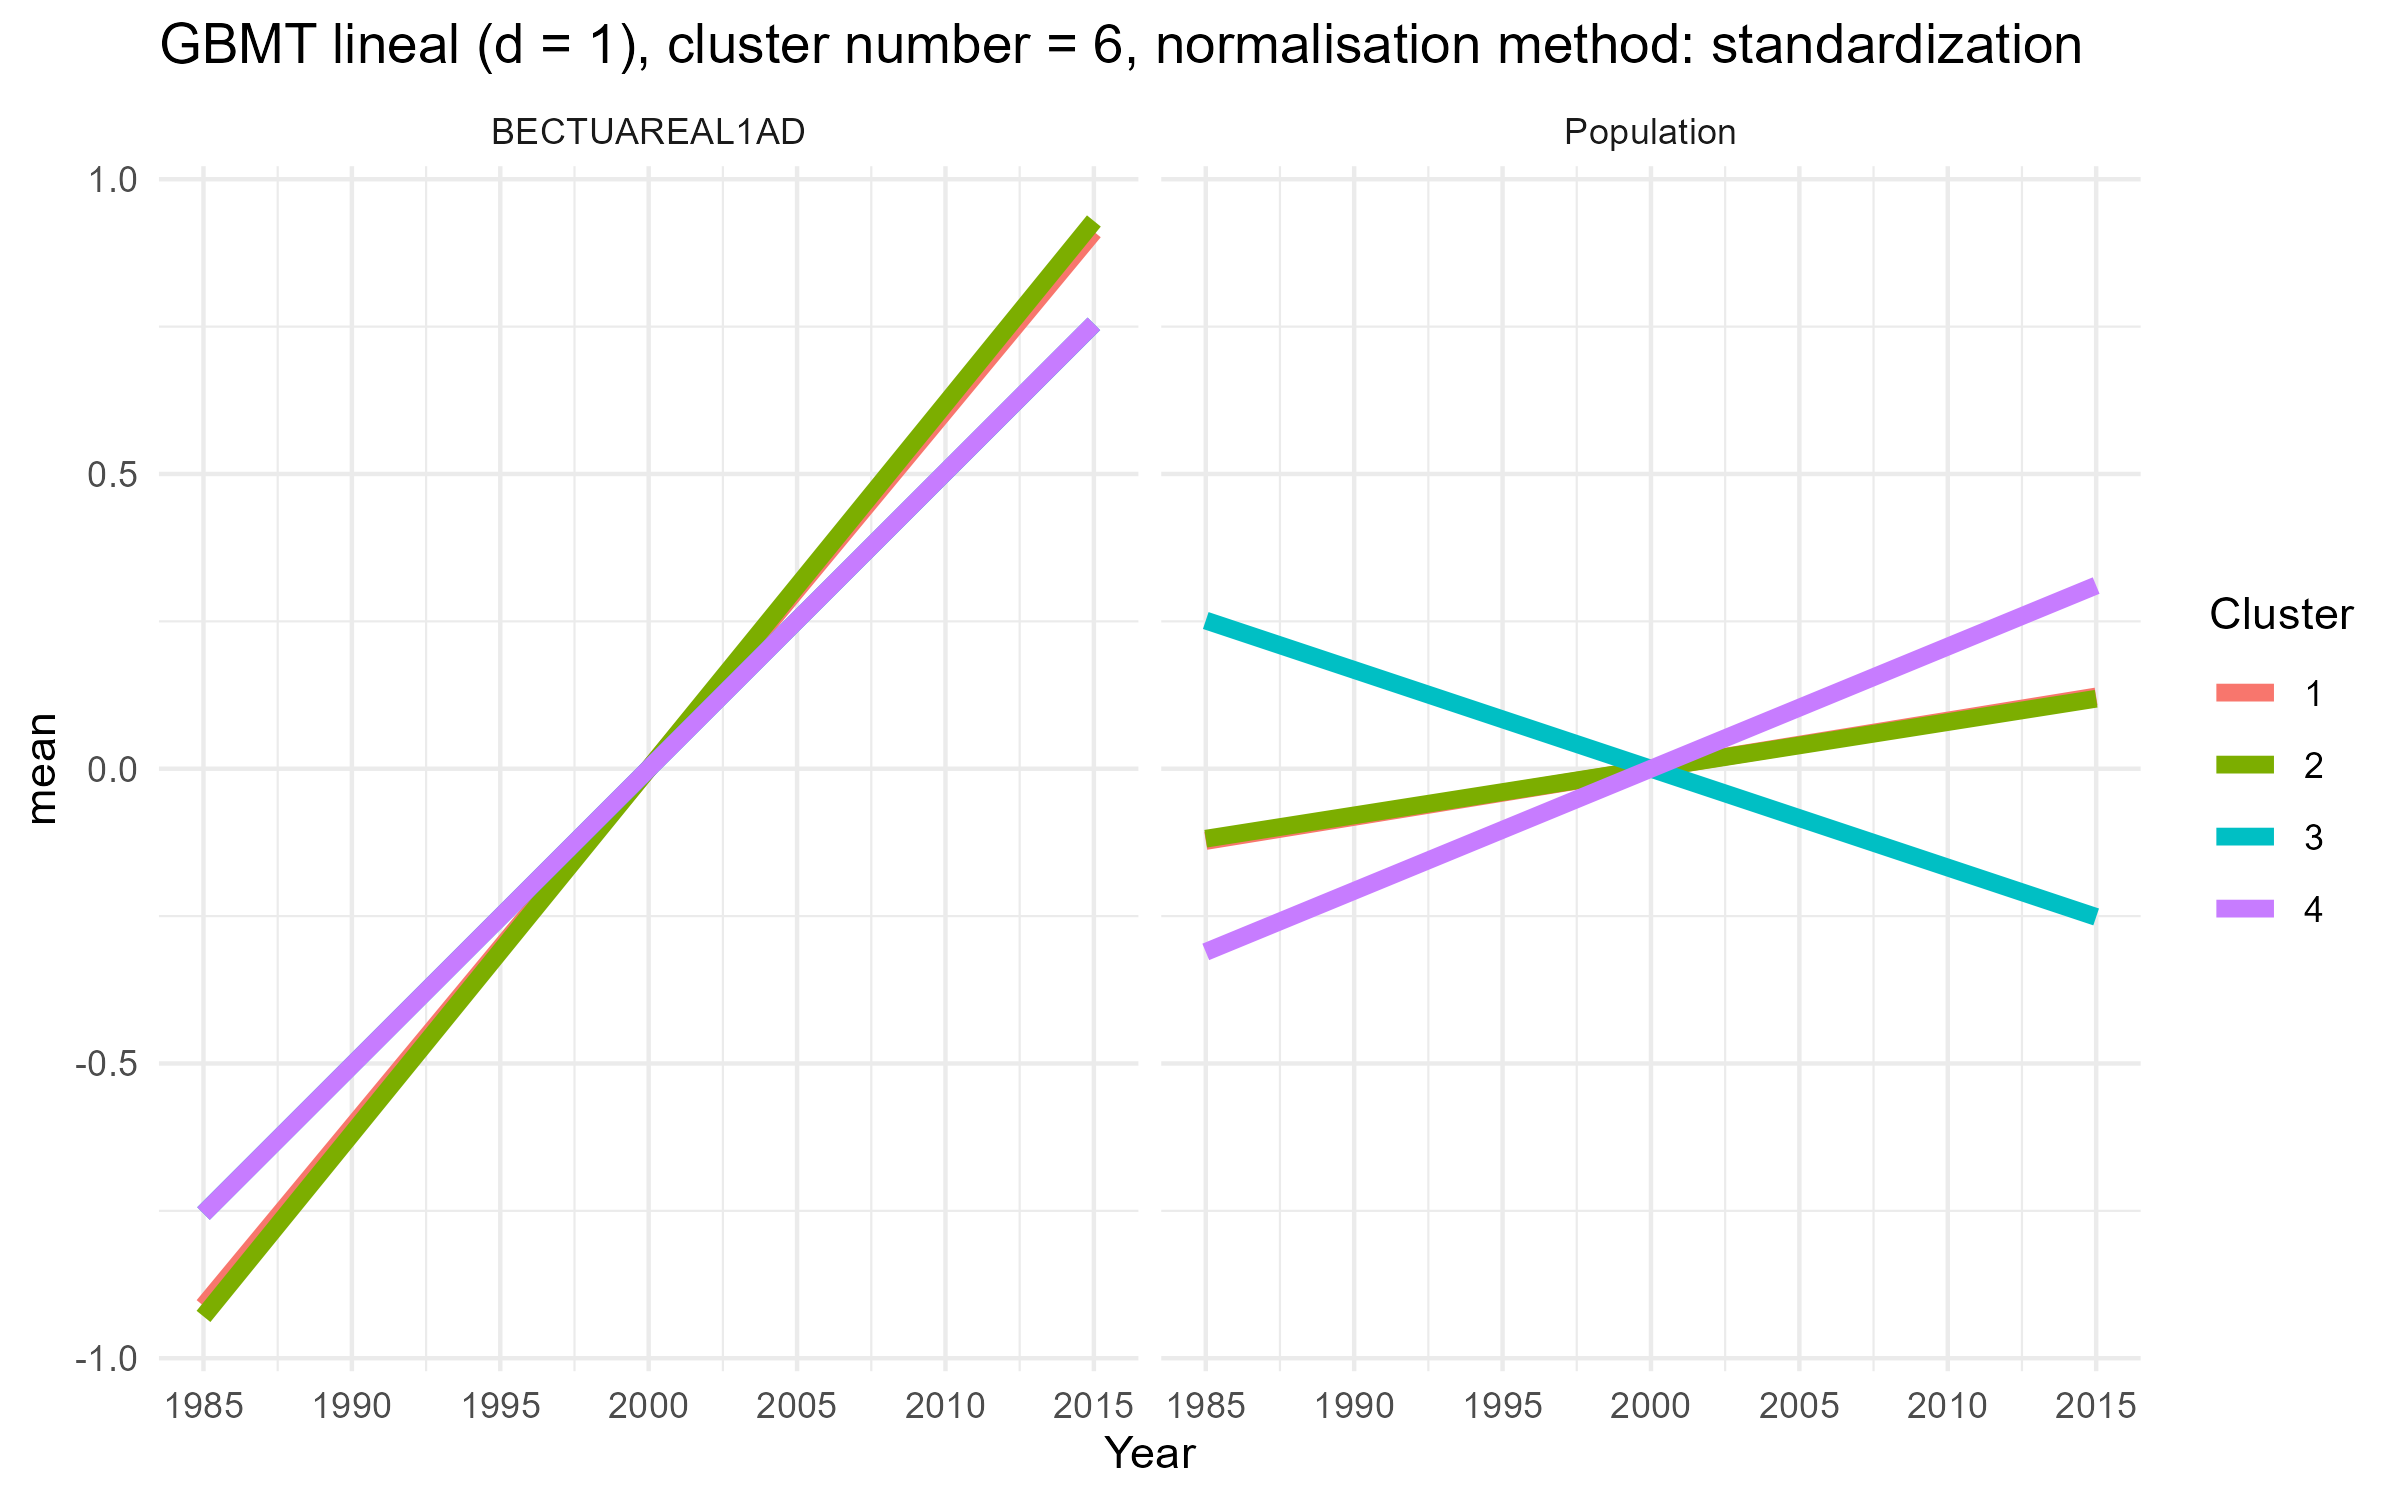 GBMT lineal (d = 1), cluster number = 6, normalisation method: standardization
BECTUAREAL1AD
Population
1.0
0.5
0.0
-0.5
-1.0
mean
1985 1990 1995 2000 2005 2010 2015
1985 1990 1995 2000 2005 2010 2015
Year
Cluster
1
2
3
4